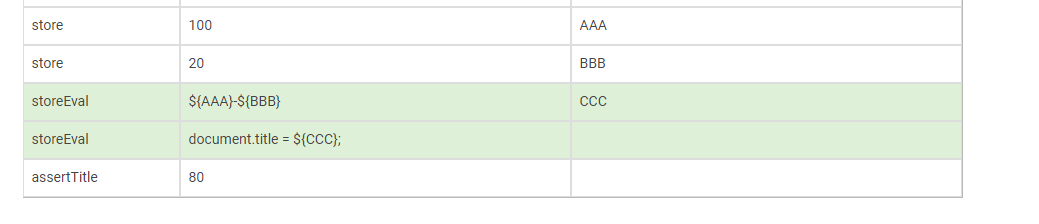 store 100 AAA
store 20 BBB
storeEval ${AAA}-${BBB} CCC
storeEval document.title = ${CCC};
assertTitle 80